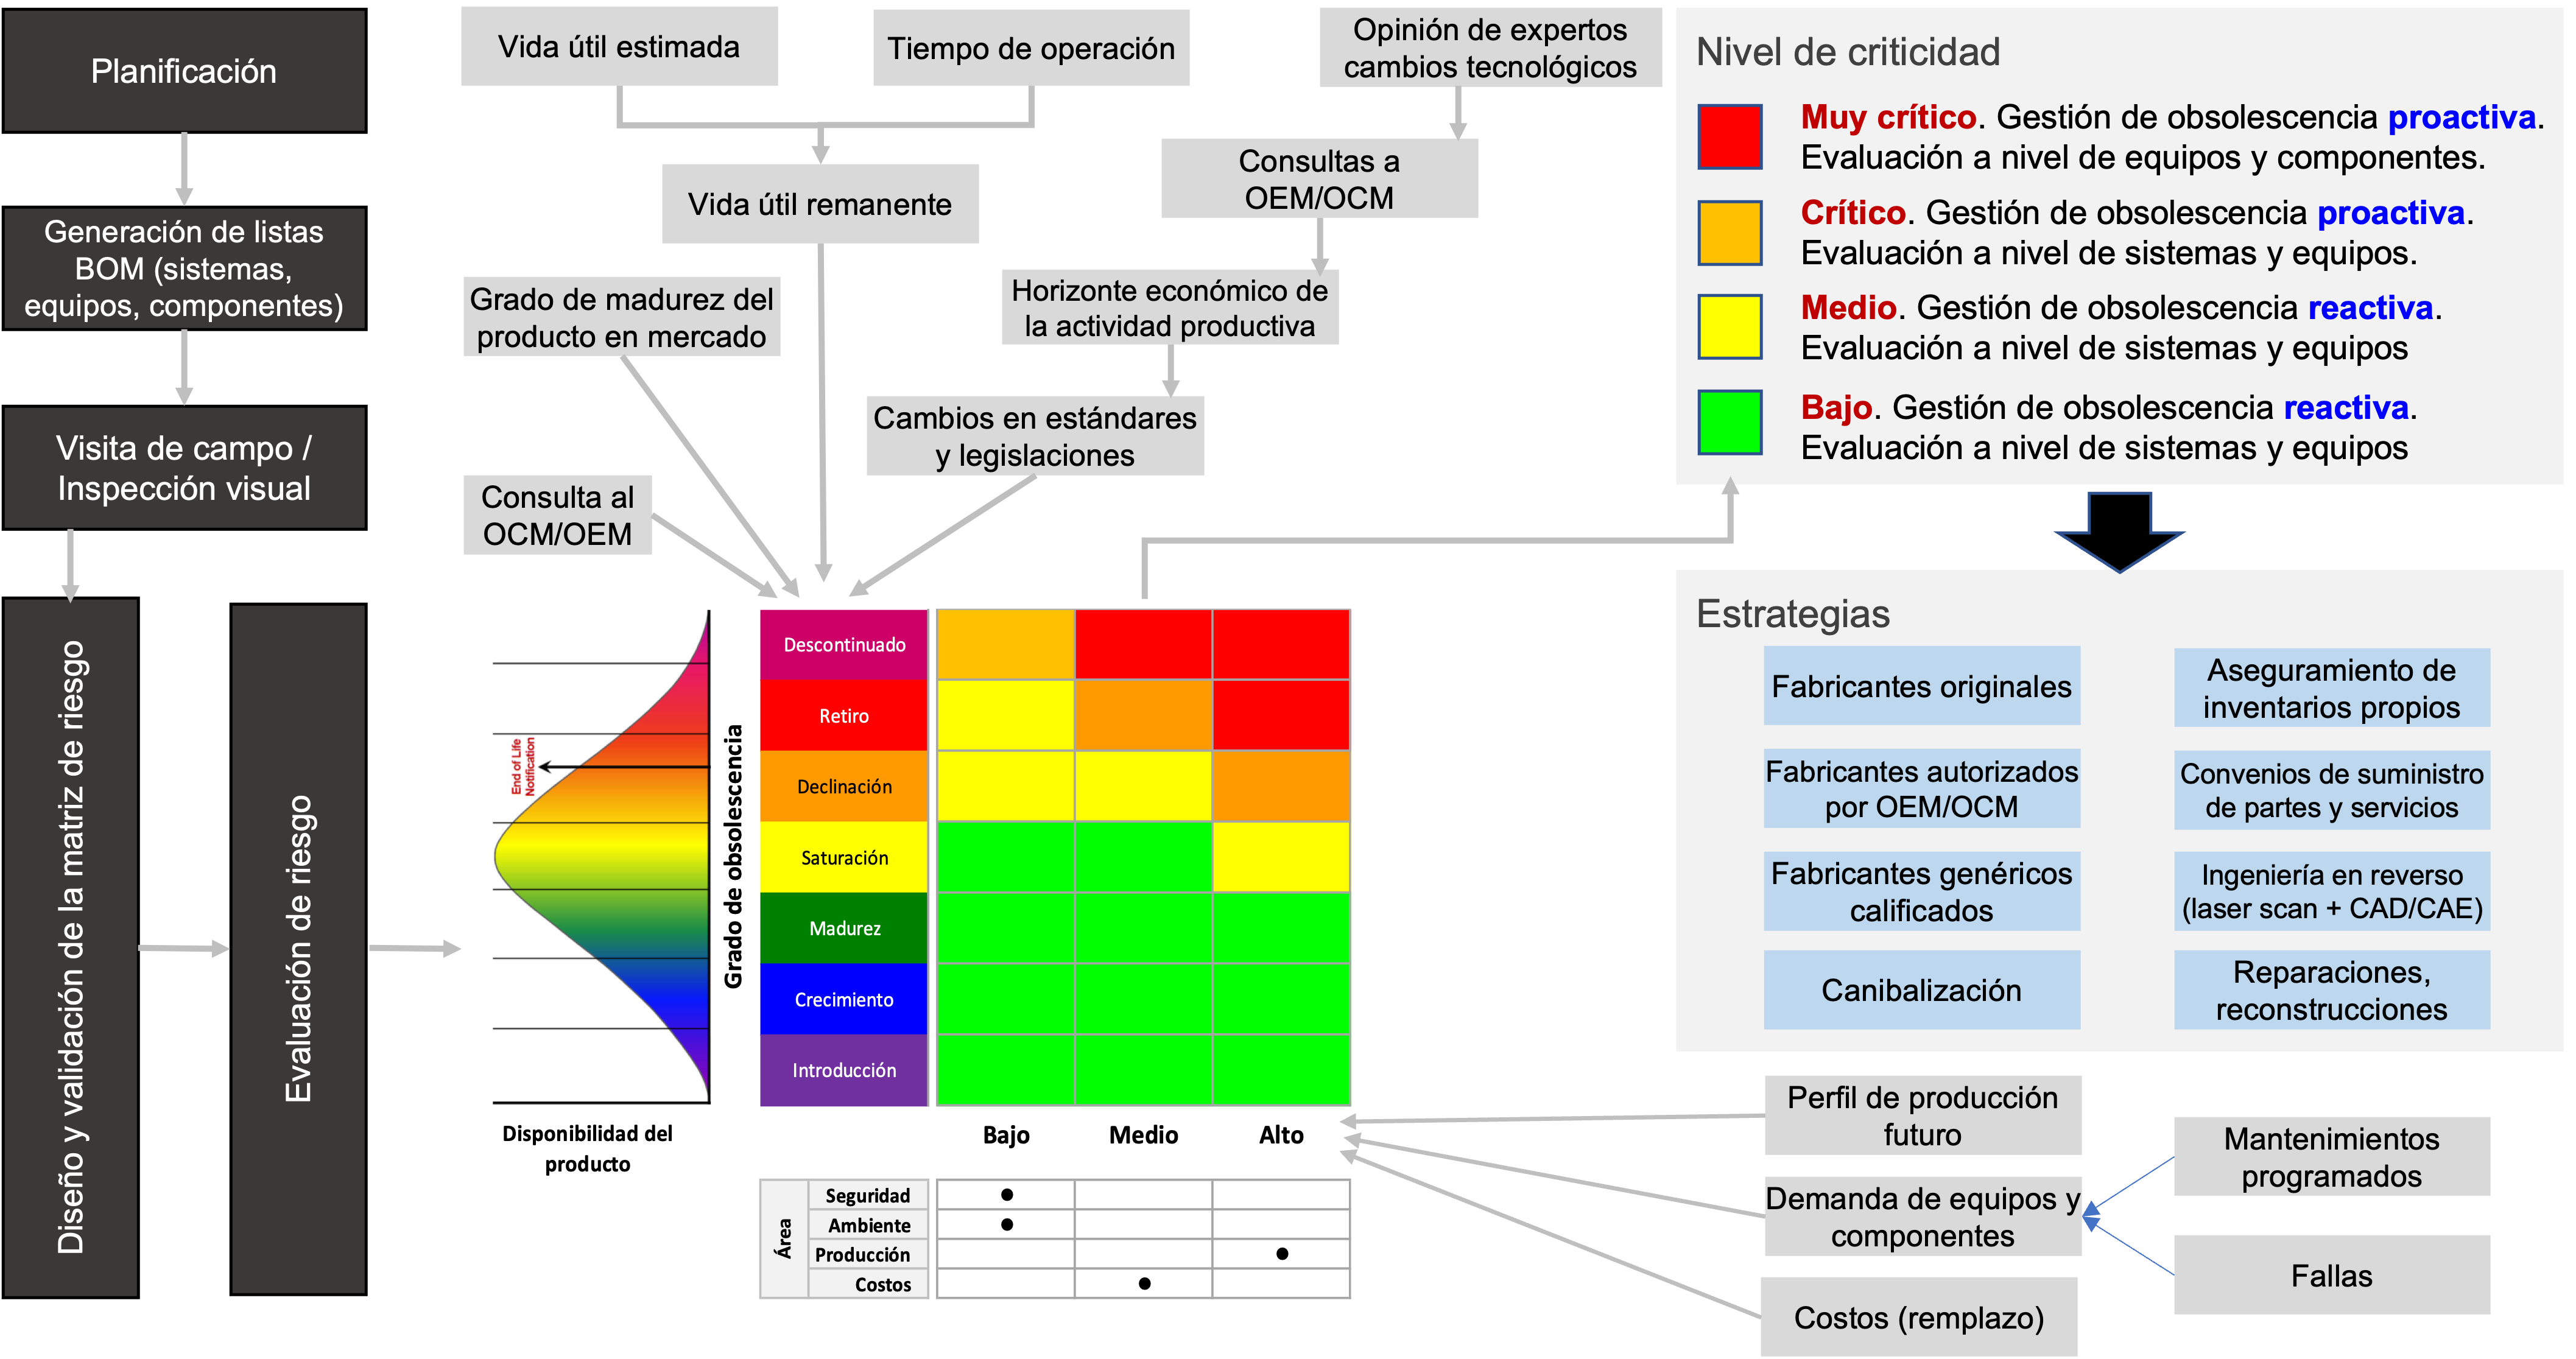 Planificación
Generación de listas
BOM (sistemas,
equipos, componentes)
Visita de campo /
Inspección visual
Diseño y validación de la matriz de riesgo
Evaluación de riesgo
Vida útil estimada
Tiempo de operación
Vida útil remanente
Opinión de expertos
cambios tecnológicos
Consultas a
OEM/OCM
Horizonte económico de
la actividad productiva
Cambios en estándares
y legislaciones
Grado de madurez del
producto en mercado
Consulta al
OCM/OEM
End of Life
Notification
Disponibilidad del
producto
Grado de obsolescencia
Descontinuado
Retiro
Declinación
Saturación
Madurez
Crecimiento
Introducción
Bajo
Medio
Alto
Área
Seguridad
Ambiente
Producción
Costos
Nivel de criticidad
Muy crítico. Gestión de obsolescencia proactiva.
Evaluación a nivel de equipos y componentes.
Crítico. Gestión de obsolescencia proactiva.
Evaluación a nivel de sistemas y equipos.
Medio. Gestión de obsolescencia reactiva.
Evaluación a nivel de sistemas y equipos
Bajo. Gestión de obsolescencia reactiva.
Evaluación a nivel de sistemas y equipos
Estrategias
Fabricantes originales
Aseguramiento de
inventarios propios
Fabricantes autorizados
por OEM/OCM
Convenios de suministro
de partes y servicios
Fabricantes genéricos
calificados
Ingeniería en reverso
(laser scan + CAD/CAE)
Canibalización
Reparaciones,
reconstrucciones
Perfil de producción
futuro
Demanda de equipos y
componentes
Costos (remplazo)
Mantenimientos
programados
Fallas